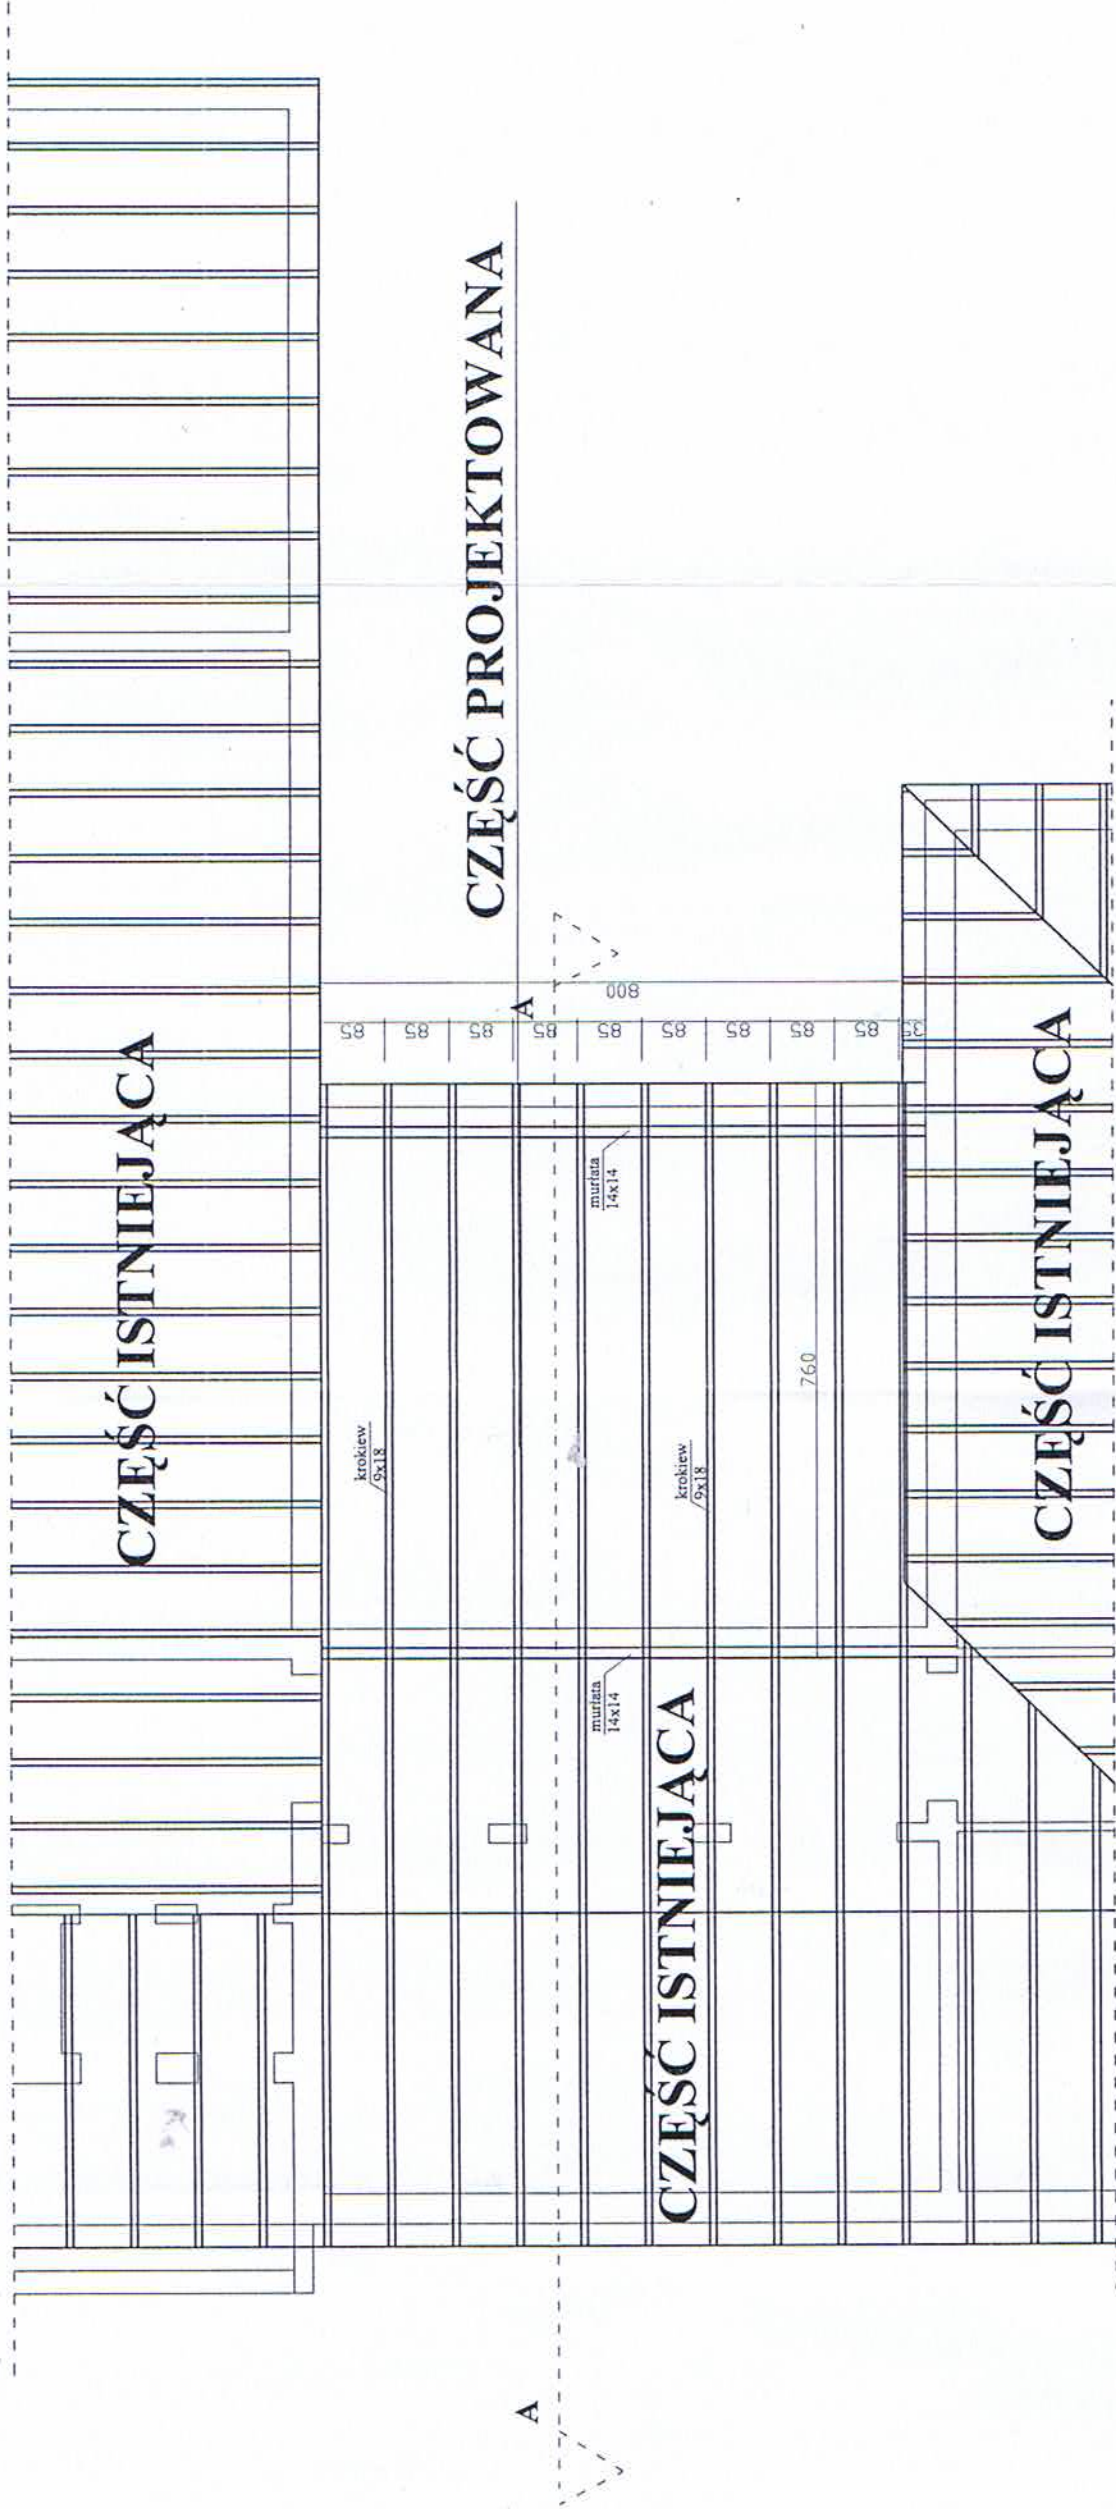 CZĘŚĆ ISTNIEJĄCA
CZĘŚĆ PROJEKTOWANA
A
800
85
85
85
85
85
85
85
85
85
35
murłata
14x14
krokiew
9x18
krokiew
9x18
760
murłata
14x14
CZĘŚĆ ISTNIEJĄCA
CZĘŚĆ ISTNIEJĄCA
A